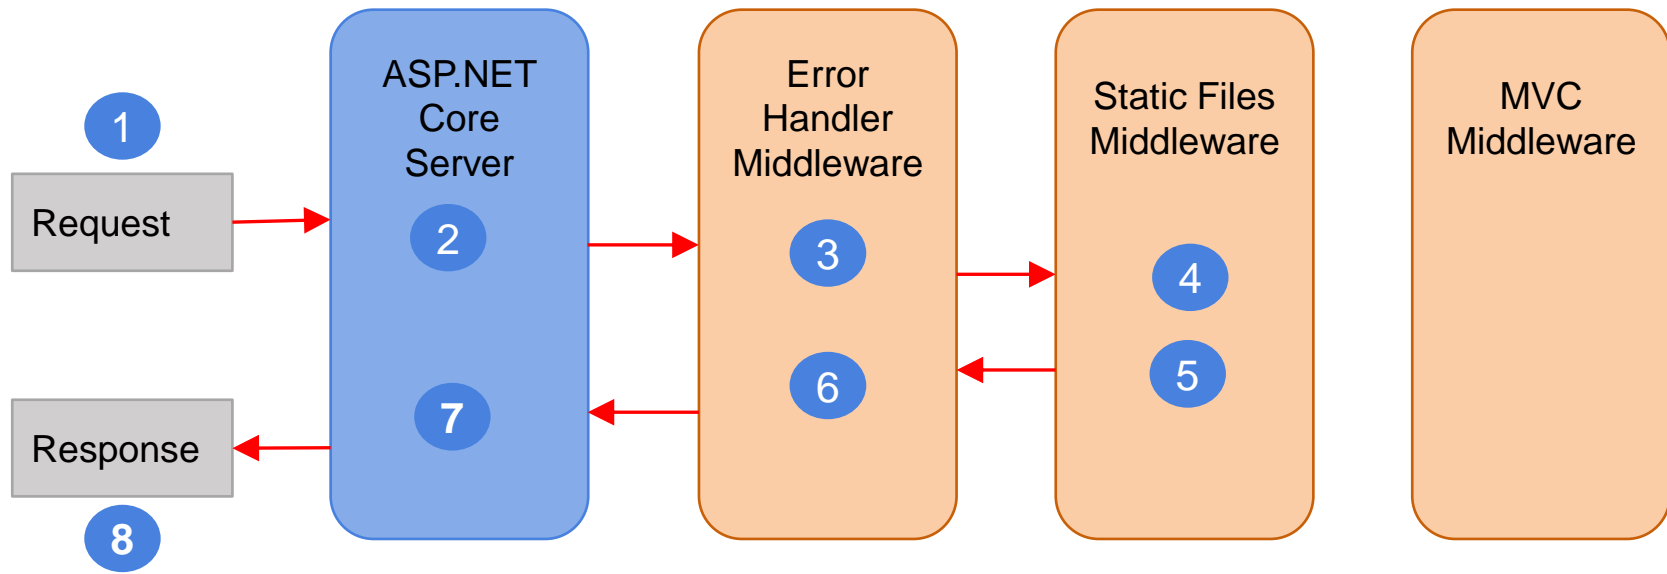 1
Request
ASP.NET
Core
Server
2
7
Error
Handler
Middleware
3
6
Static Files
Middleware
4
5
MVC
Middleware
Response
8